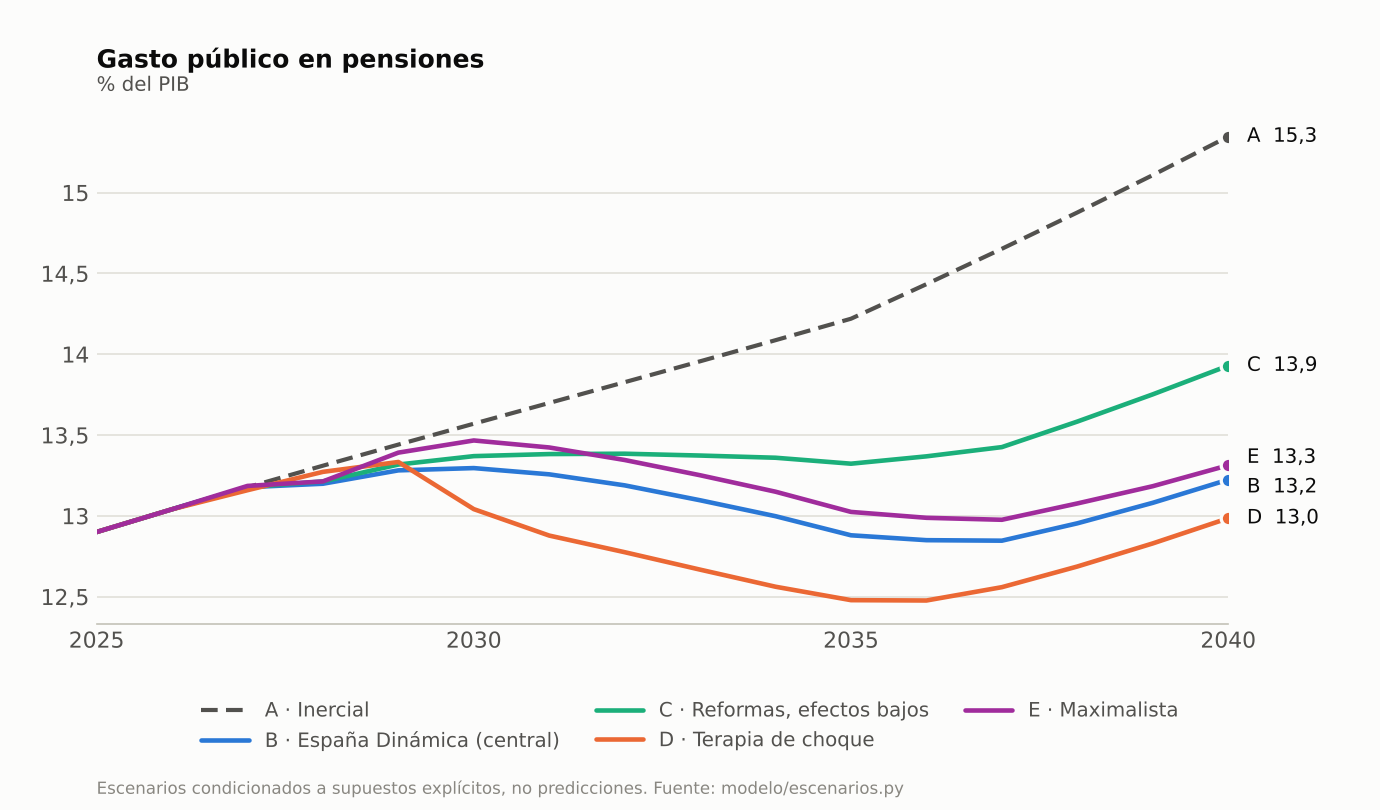 Gasto público en pensiones
% del PIB
A 15,3
15
14,5
14
C 13,9
13,5
E 13,3
B 13,2
13
D 13,0
12,5
2025 2030 2035 2040
A · Inercial
C · Reformas, efectos bajos
E · Maximalista
B · España Dinámica (central)
D · Terapia de choque
Escenarios condicionados a supuestos explícitos, no predicciones. Fuente: modelo/escenarios.py